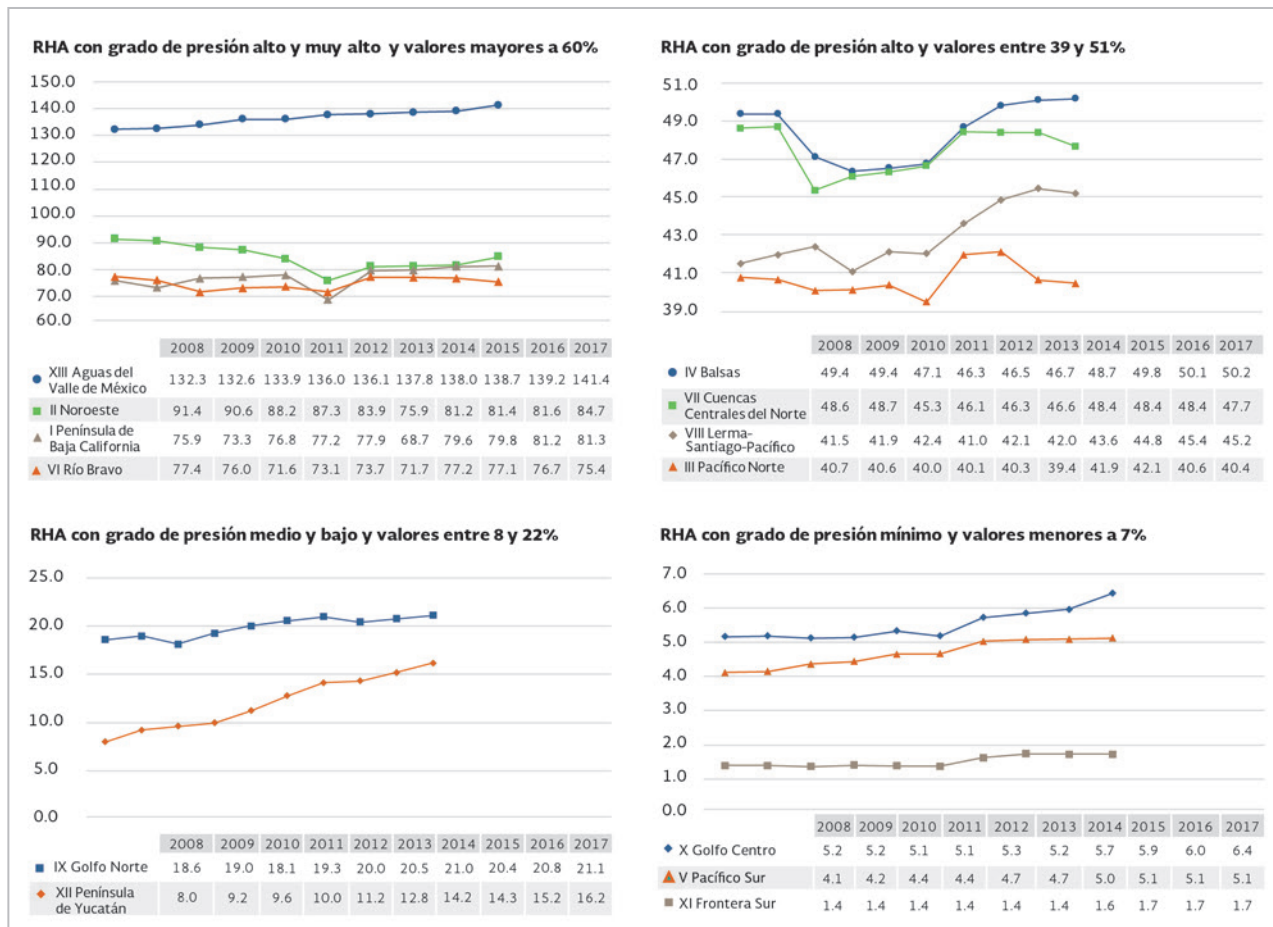 RHA con grado de presión alto y muy alto y valores mayores a 60%
150.0
140.0
130.0
120.0
110.0
100.0
90.0
80.0
70.0
60.0
2008 2009 2010 2011 2012 2013 2014 2015 2016 2017
XIII Aguas del
Valle de México 132.3 132.6 133.9 136.0 136.1 137.8 138.0 138.7 139.2 141.4
II Noroeste 91.4 90.6 88.2 87.3 83.9 75.9 81.2 81.4 81.6 84.7
I Península de
Baja California 75.9 73.3 76.8 77.2 77.9 68.7 79.6 79.8 81.2 81.3
VI Río Bravo 77.4 76.0 71.6 73.1 73.7 71.7 77.2 77.1 76.7 75.4
RHA con grado de presión alto y valores entre 39 y 51%
51.0
49.0
47.0
45.0
43.0
41.0
39.0
2008 2009 2010 2011 2012 2013 2014 2015 2016 2017
IV Balsas 49.4 49.4 47.1 46.3 46.5 46.7 48.7 49.8 50.1 50.2
VII Cuencas
Centrales del Norte 48.6 48.7 45.3 46.1 46.3 46.6 48.4 48.4 48.4 47.7
VIII Lerma-
Santiago-Pacífico 41.5 41.9 42.4 41.0 42.1 42.0 43.6 44.8 45.4 45.2
III Pacífico Norte 40.7 40.6 40.0 40.1 40.3 39.4 41.9 42.1 40.6 40.4
RHA con grado de presión medio y bajo y valores entre 8 y 22%
25.0
20.0
15.0
10.0
5.0
0.0
2008 2009 2010 2011 2012 2013 2014 2015 2016 2017
IX Golfo Norte 18.6 19.0 18.1 19.3 20.0 20.5 21.0 20.4 20.8 21.1
XII Península
de Yucatán 8.0 9.2 9.6 10.0 11.2 12.8 14.2 14.3 15.2 16.2
RHA con grado de presión mínimo y valores menores a 7%
7.0
6.0
5.0
4.0
3.0
2.0
1.0
0.0
2008 2009 2010 2011 2012 2013 2014 2015 2016 2017
X Golfo Centro 5.2 5.2 5.1 5.1 5.3 5.2 5.7 5.9 6.0 6.4
V Pacífico Sur 4.1 4.2 4.4 4.4 4.7 4.7 5.0 5.1 5.1 5.1
XI Frontera Sur 1.4 1.4 1.4 1.4 1.4 1.4 1.6 1.7 1.7 1.7